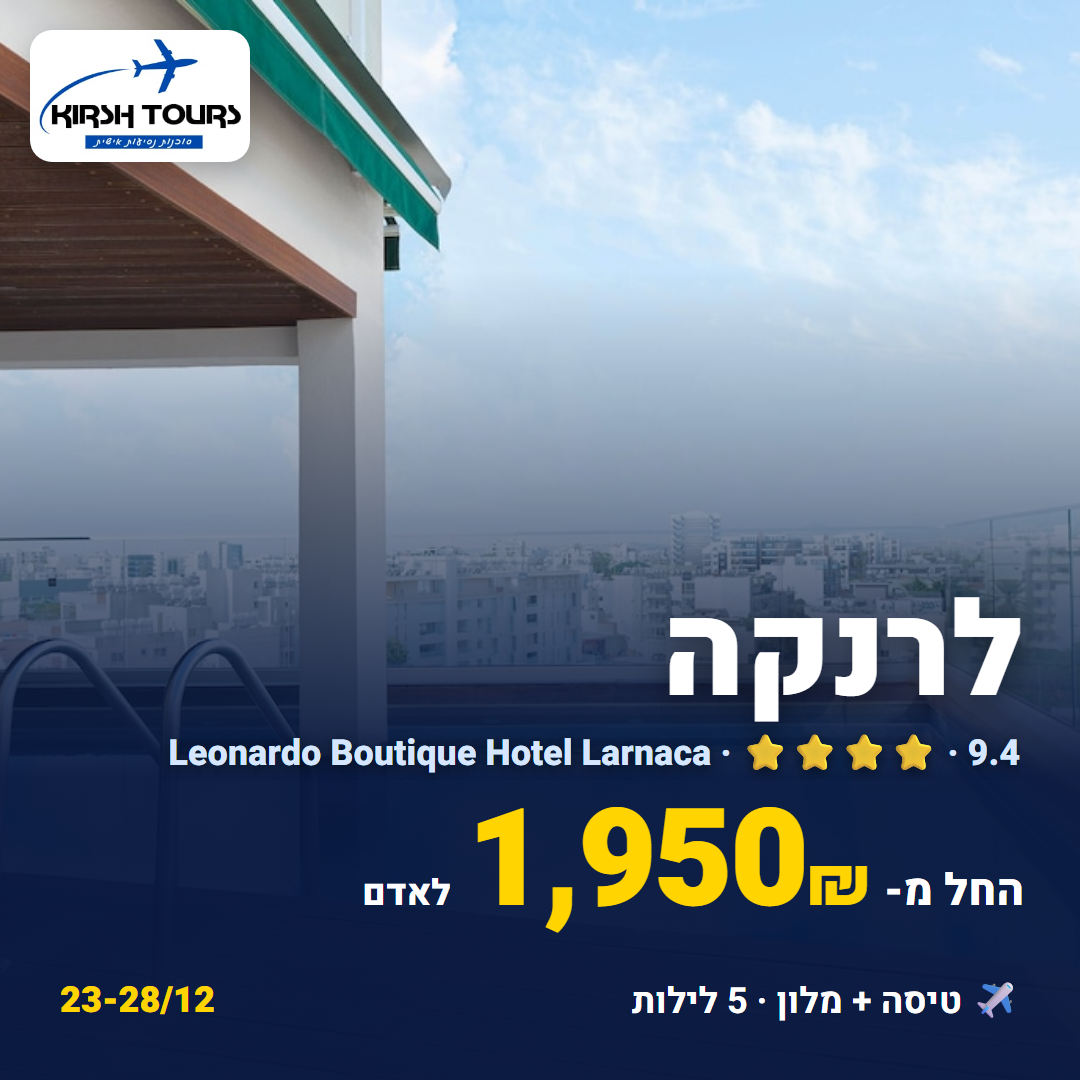 KIRSH TOURS
סוכנות נסיעות אישית
לרנקה
Leonardo Boutique Hotel Larnaca · ⭐⭐⭐⭐ · 9.4
החל מ- ₪1,950 לאדם
✈️ טיסה + מלון · 5 לילות
23-28/12